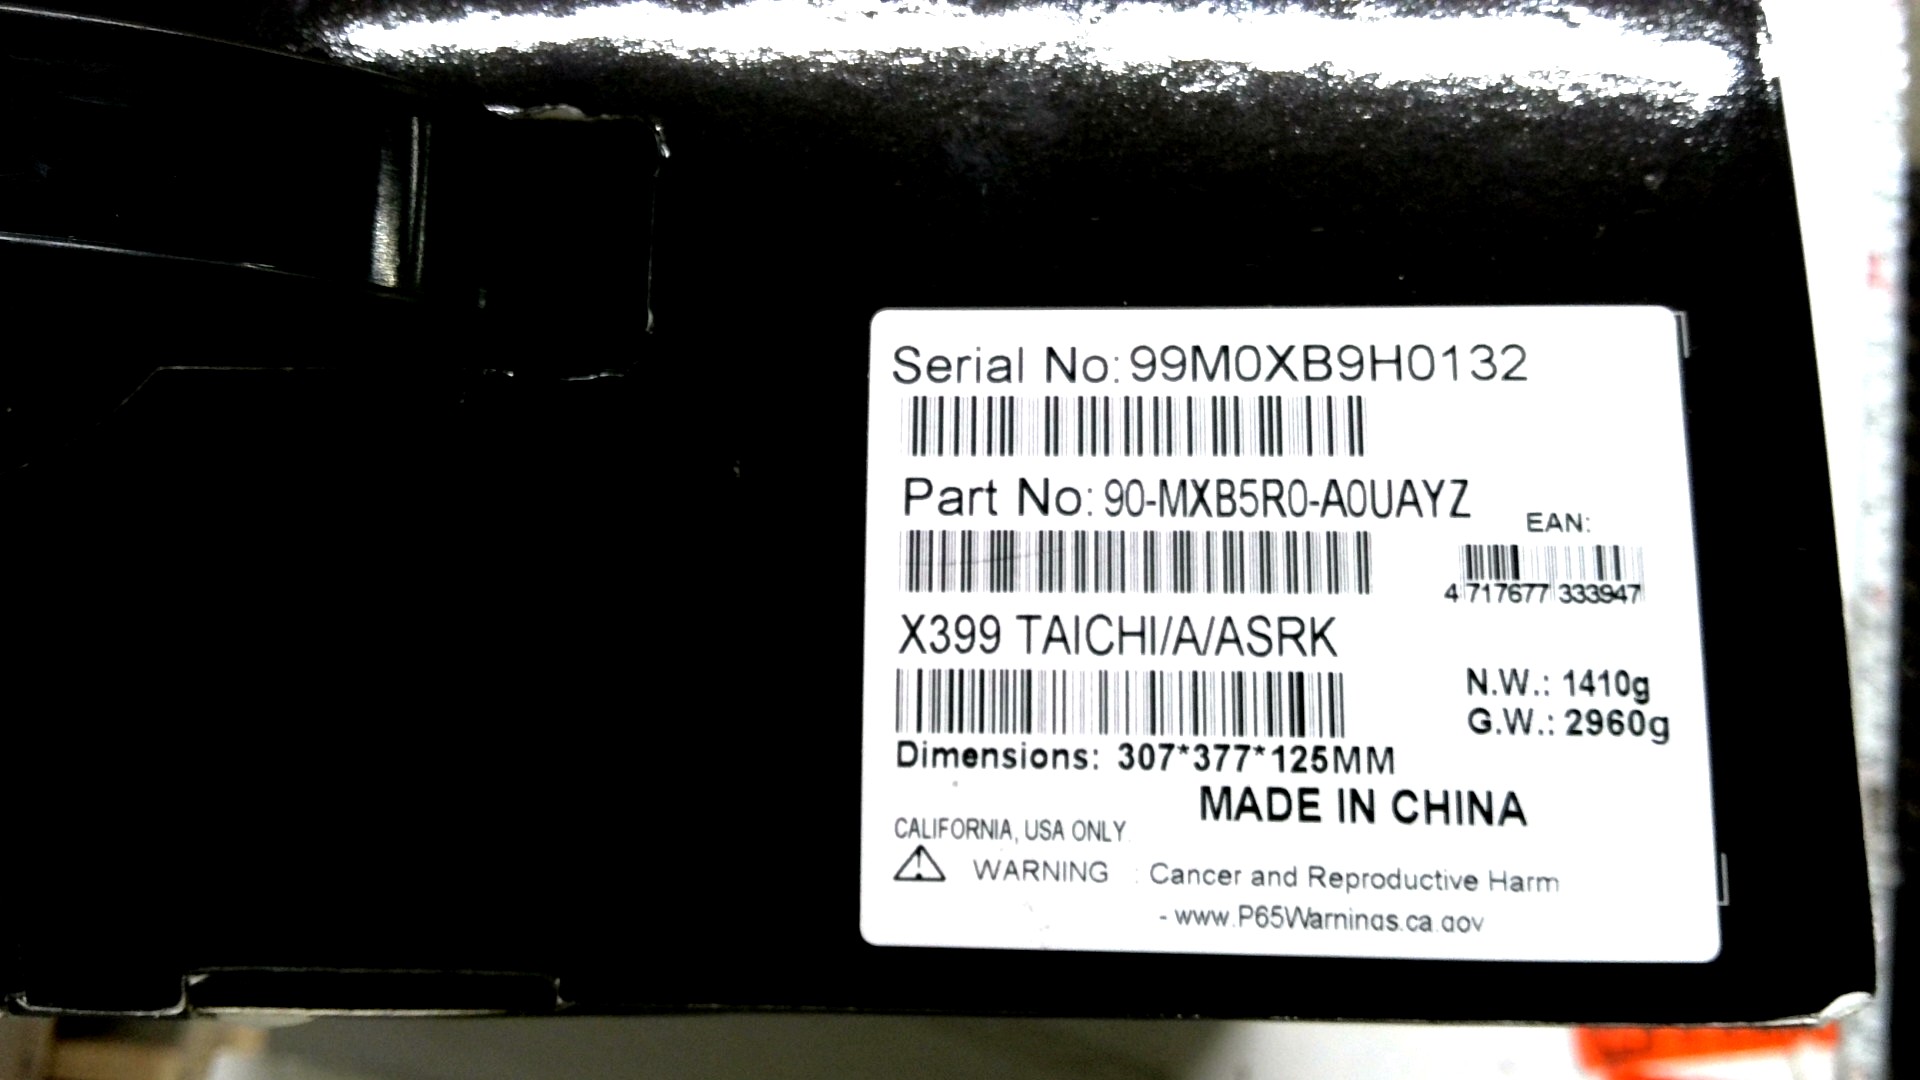 Serial No: 99M0XB9H0132
Part No: 90-MXB5R0-A0UAYZ
EAN:
4 717677 333947
X399 TAICHI/A/ASRK
N.W.: 1410g
G.W.: 2960g
Dimensions: 307*377*125MM
MADE IN CHINA
CALIFORNIA, USA ONLY
WARNING : Cancer and Reproductive Harm
- www.P65Warnings.ca.gov